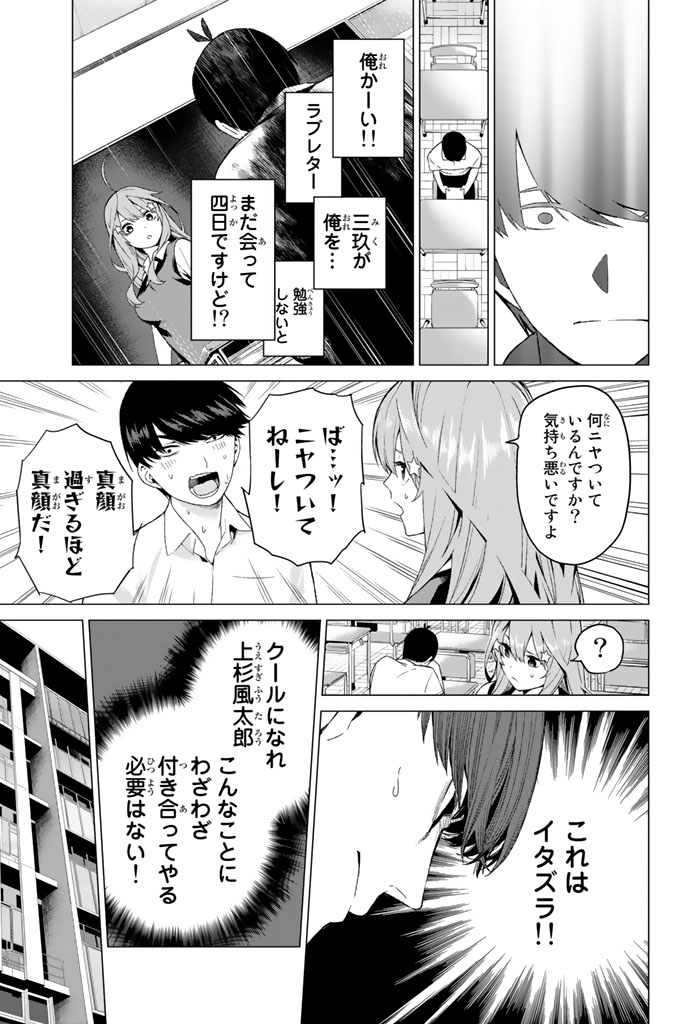 俺かーい!!
ラブレター
三玖が
俺を…
まだ会って
四日ですけど!?
勉強
しないと
何ニヤついて
いるんですか?
気持ち悪いですよ
ば…ッ!
ニヤついて
ねーし!
真顔
過ぎるほど
真顔だ!
?
これは
イタズラ!!
クールになれ
上杉風太郎
こんなことに
わざわざ
付き合ってやる
必要はない!